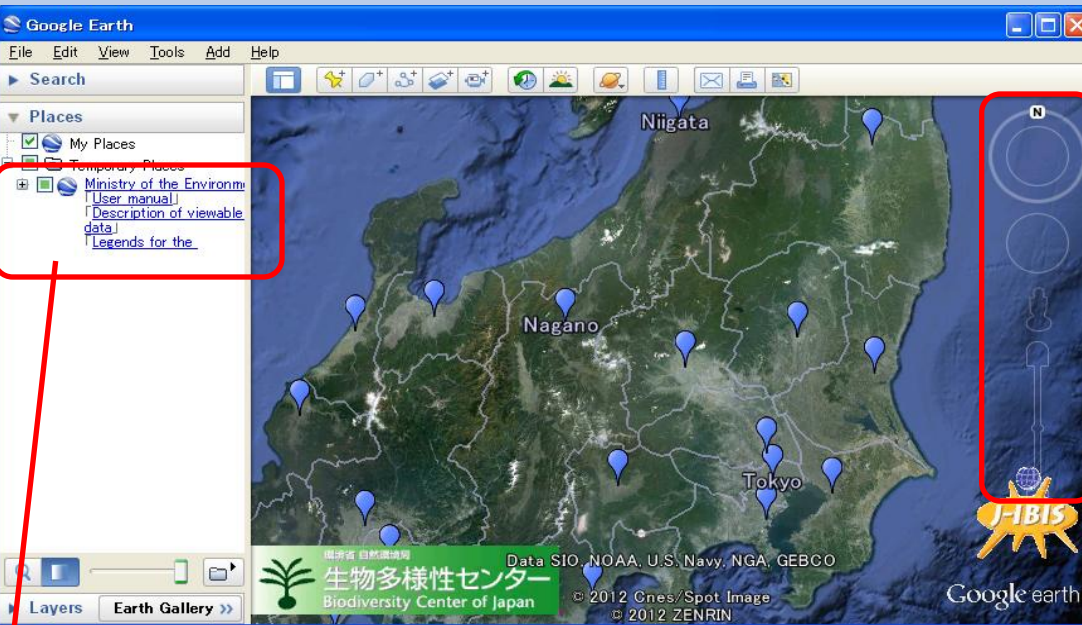 Google Earth
File Edit View Tools Add Help
Search
Places
My Places
Temporary Places
Ministry of the Environm
「User manual」
「Description of viewable
data」
「Legends for the
Niigata
Nagano
Tokyo
N
J-IBIS
環境省 自然環境局
生物多様性センター
Biodiversity Center of Japan
Data SIO, NOAA, U.S. Navy, NGA, GEBCO
© 2012 Cnes/Spot Image
© 2012 ZENRIN
Google earth
Layers
Earth Gallery >>